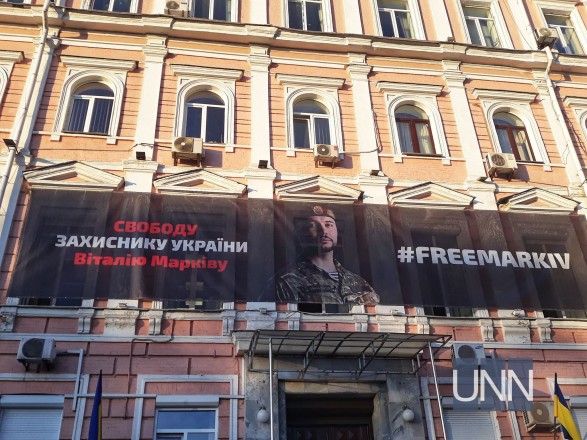 СВОБОДУ
ЗАХИСНИКУ УКРАЇНИ
Віталію Марківу
#FREEMARKIV
UNN